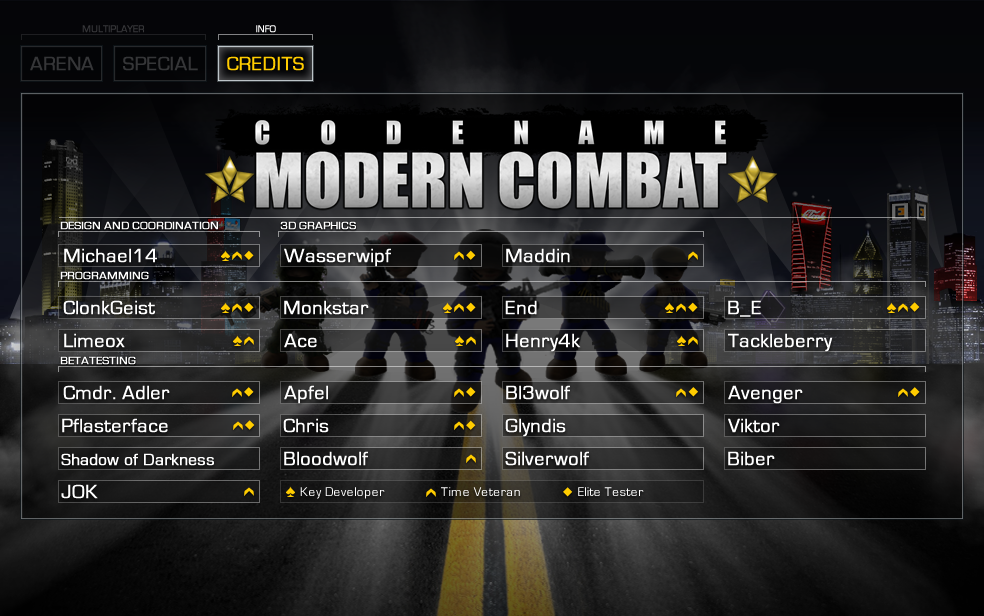 MULTIPLAYER INFO
ARENA SPECIAL CREDITS
CODENAME
MODERN COMBAT
DESIGN AND COORDINATION 3D GRAPHICS
Michael14 Wasserwipf Maddin
PROGRAMMING
ClonkGeist Monkstar End B_E
Limeox Ace Henry4k Tackleberry
BETATESTING
Cmdr. Adler Apfel Bl3wolf Avenger
Pflasterface Chris Glyndis Viktor
Shadow of Darkness Bloodwolf Silverwolf Biber
JOK Key Developer Time Veteran Elite Tester